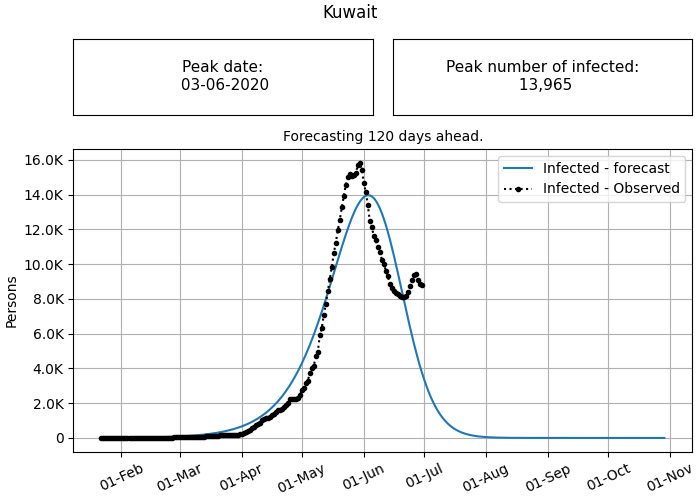 Kuwait
Peak date:
03-06-2020
Peak number of infected:
13,965
Forecasting 120 days ahead.
Infected - forecast
Infected - Observed
Persons
16.0K
14.0K
12.0K
10.0K
8.0K
6.0K
4.0K
2.0K
0
01-Feb
01-Mar
01-Apr
01-May
01-Jun
01-Jul
01-Aug
01-Sep
01-Oct
01-Nov